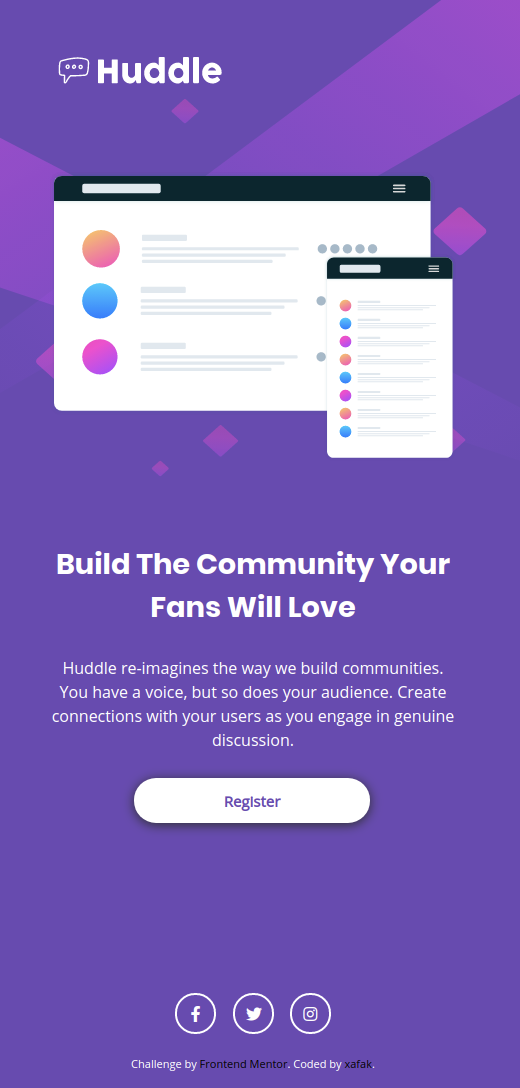 Huddle
Build The Community Your
Fans Will Love
Huddle re-imagines the way we build communities.
You have a voice, but so does your audience. Create
connections with your users as you engage in genuine
discussion.
Register
Challenge by Frontend Mentor. Coded by xafak.